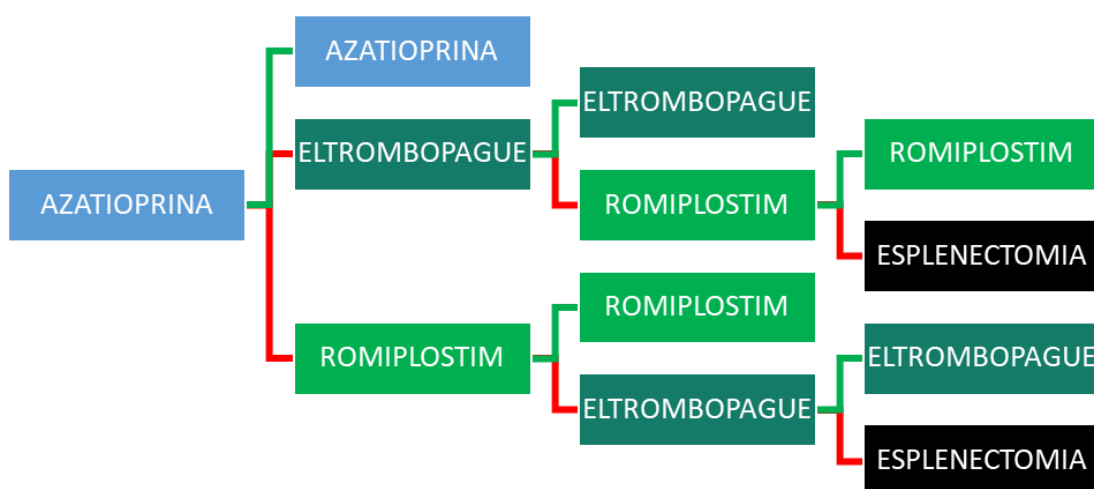 AZATIOPRINA
AZATIOPRINA
ELTROMBOPAGUE
ROMIPLOSTIM
ELTROMBOPAGUE
ROMIPLOSTIM
ROMIPLOSTIM
ELTROMBOPAGUE
ROMIPLOSTIM
ESPLENECTOMIA
ELTROMBOPAGUE
ESPLENECTOMIA